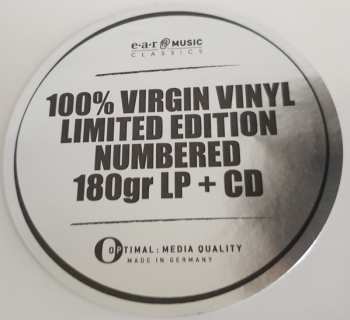 e·a·r MUSIC
CLASSICS
100% VIRGIN VINYL
LIMITED EDITION
NUMBERED
180gr LP + CD
OPTIMAL: MEDIA QUALITY
MADE IN GERMANY